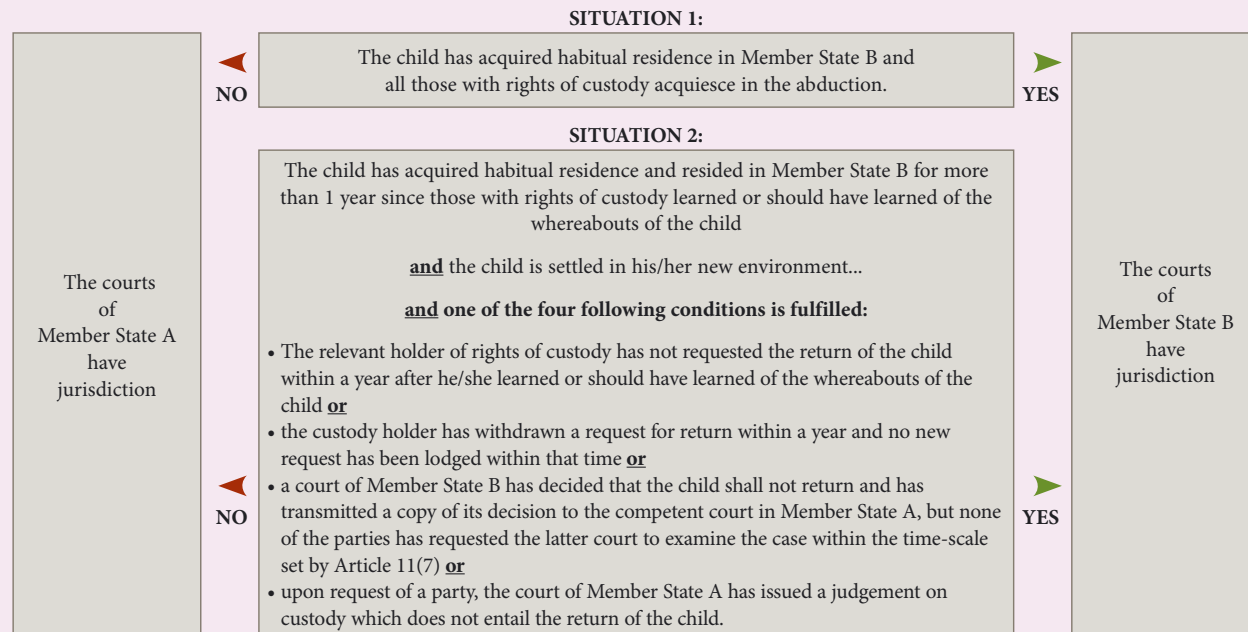 SITUATION 1:
The child has acquired habitual residence in Member State B and
all those with rights of custody acquiesce in the abduction.
NO
YES
SITUATION 2:
The child has acquired habitual residence and resided in Member State B for more
than 1 year since those with rights of custody learned or should have learned of the
whereabouts of the child
and the child is settled in his/her new environment...
and one of the four following conditions is fulfilled:
• The relevant holder of rights of custody has not requested the return of the child
within a year after he/she learned or should have learned of the whereabouts of the
child or
• the custody holder has withdrawn a request for return within a year and no new
request has been lodged within that time or
• a court of Member State B has decided that the child shall not return and has
transmitted a copy of its decision to the competent court in Member State A, but none
of the parties has requested the latter court to examine the case within the time-scale
set by Article 11(7) or
• upon request of a party, the court of Member State A has issued a judgement on
custody which does not entail the return of the child.
NO
YES
The courts
of
Member State A
have
jurisdiction
The courts
of
Member State B
have
jurisdiction